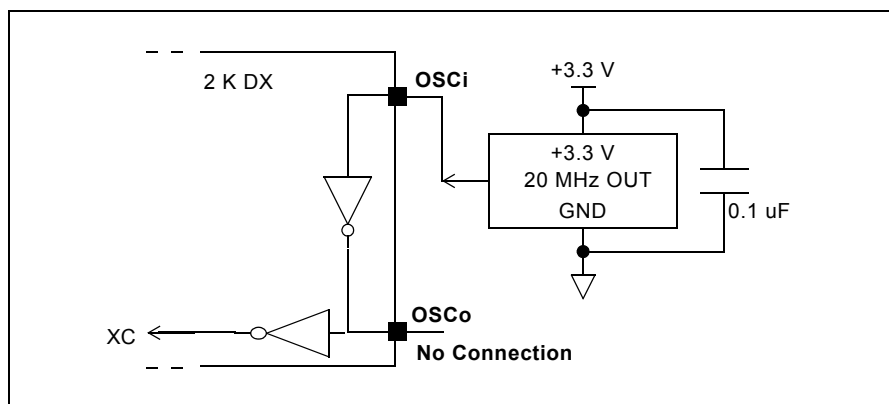 2 K DX
OSCi
+3.3 V
+3.3 V
20 MHz OUT
GND
0.1 uF
OSCo
XC
No Connection